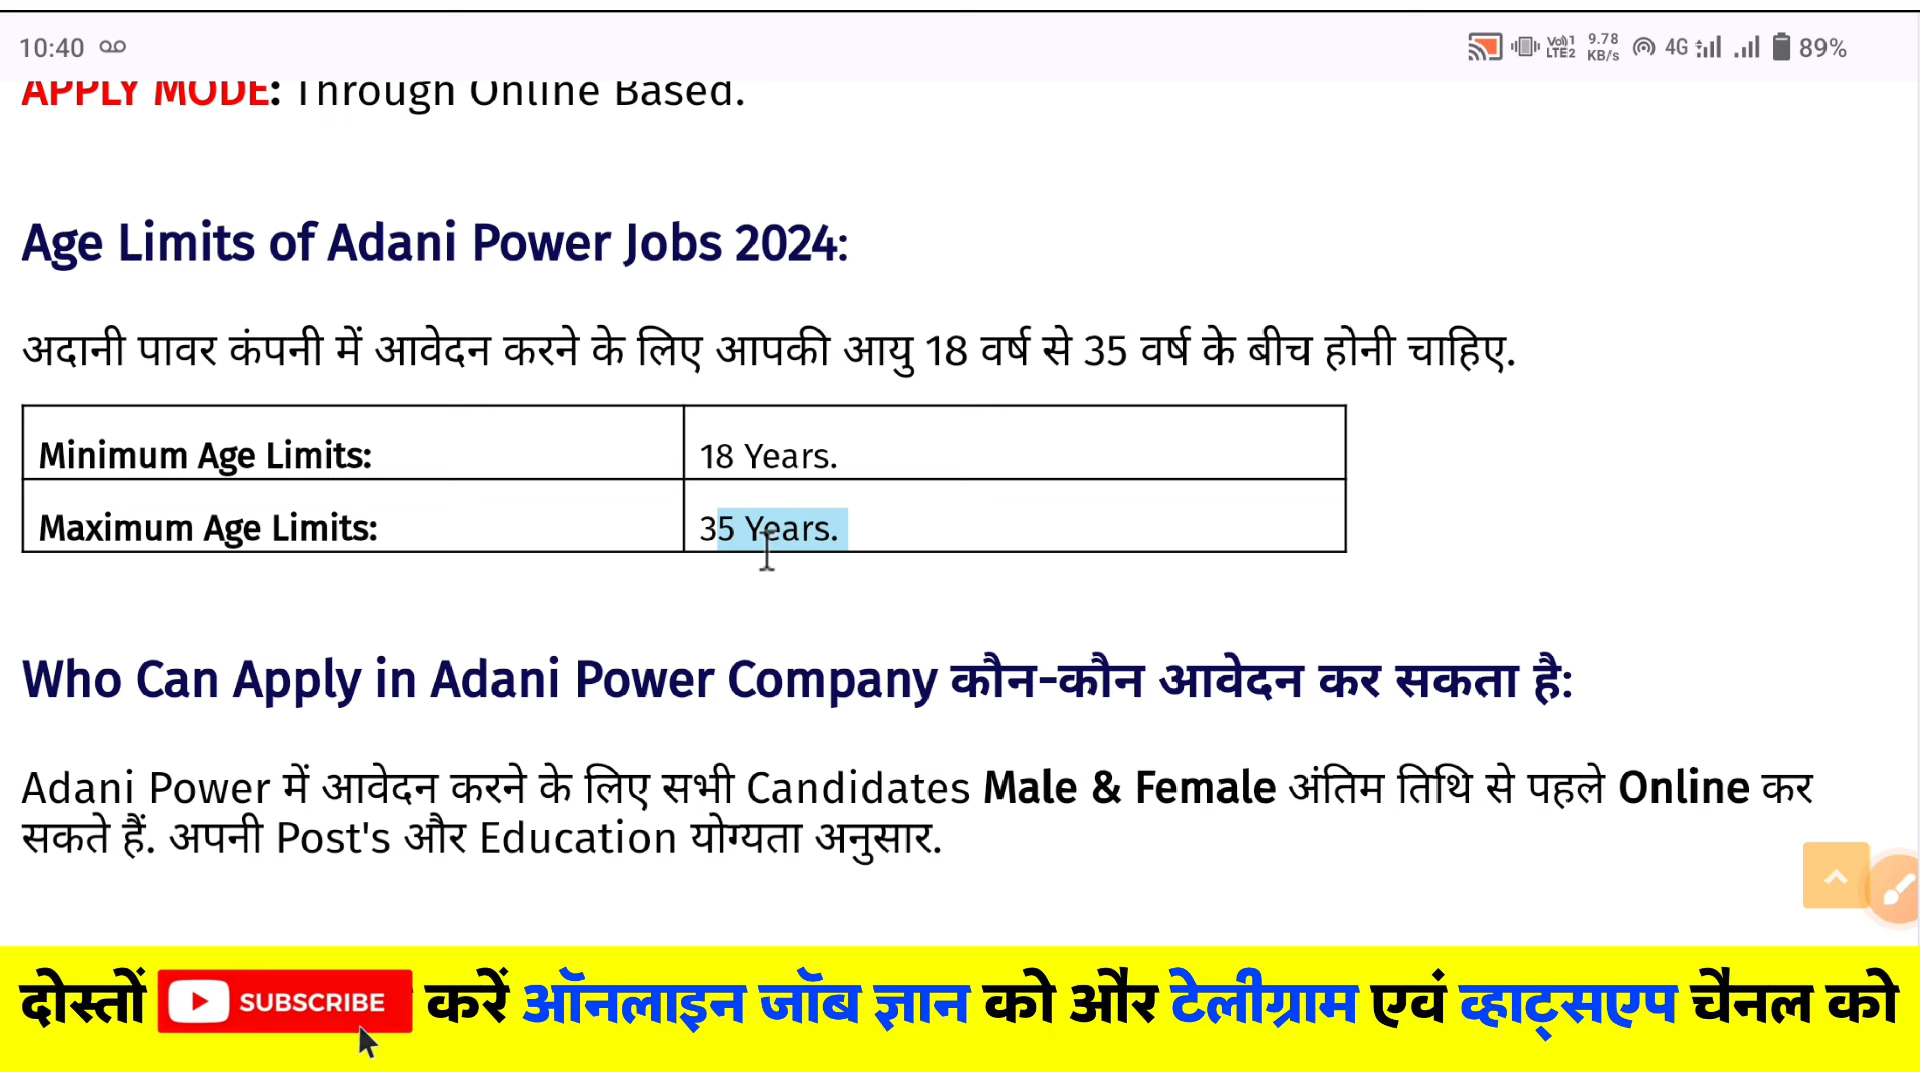 10:40
Vo)) 1 LTE2 9.78 KB/s 4G 89%
APPLY MODE: Through Online Based.
Age Limits of Adani Power Jobs 2024:
अदानी पावर कंपनी में आवेदन करने के लिए आपकी आयु 18 वर्ष से 35 वर्ष के बीच होनी चाहिए.
Minimum Age Limits: 18 Years.
Maximum Age Limits: 35 Years.
Who Can Apply in Adani Power Company कौन-कौन आवेदन कर सकता है:
Adani Power में आवेदन करने के लिए सभी Candidates Male & Female अंतिम तिथि से पहले Online कर
सकते हैं. अपनी Post's और Education योग्यता अनुसार.
दोस्तों SUBSCRIBE करें ऑनलाइन जॉब ज्ञान को और टेलीग्राम एवं व्हाट्सएप चैनल को